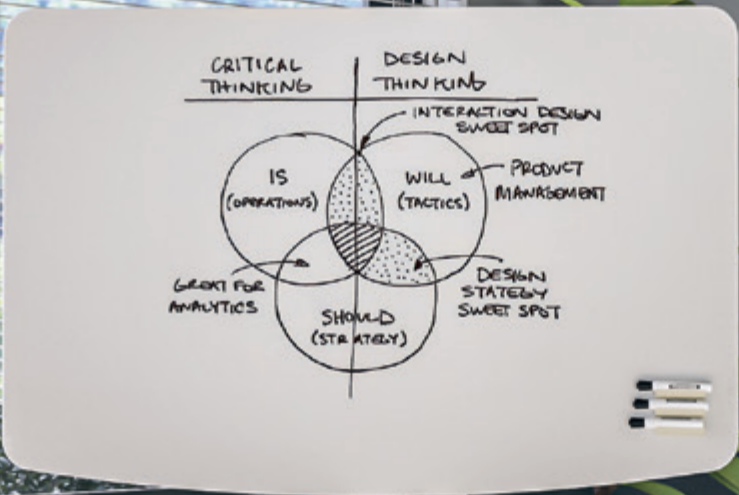 CRITICAL
THINKING
DESIGN
THINKING
INTERACTION DESIGN
SWEET SPOT
IS
(OPERATIONS)
WILL
(TACTICS)
PRODUCT
MANAGEMENT
GREAT FOR
ANALYTICS
DESIGN
STATEGY
SWEET SPOT
SHOULD
(STRATEGY)